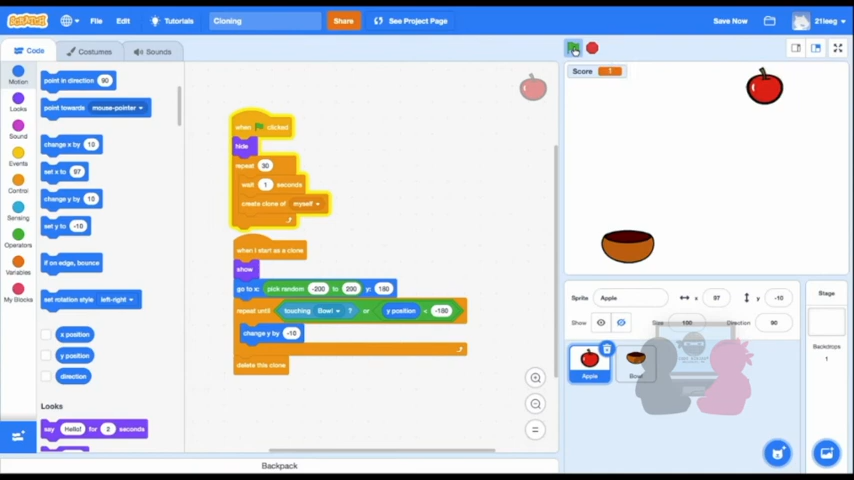 SCRATCH File Edit Tutorials Cloning Share See Project Page Save Now 21leeg
Code Costumes Sounds
Motion
Looks
Sound
Events
Control
Sensing
Operators
Variables
My Blocks
point in direction 90
point towards mouse-pointer
change x by 10
set x to 97
change y by 10
set y to -10
if on edge, bounce
set rotation style left-right
x position
y position
direction
Looks
say Hello! for 2 seconds
when clicked
hide
repeat 30
wait 1 seconds
create clone of myself
when I start as a clone
show
go to x: pick random -200 to 200 y: 180
repeat until touching Bowl ? or y position < -180
change y by -10
delete this clone
Backpack
Score 1
Sprite Apple x 97 y -10
Show Size 100 Direction 90
Apple Bowl
Stage
Backdrops
1